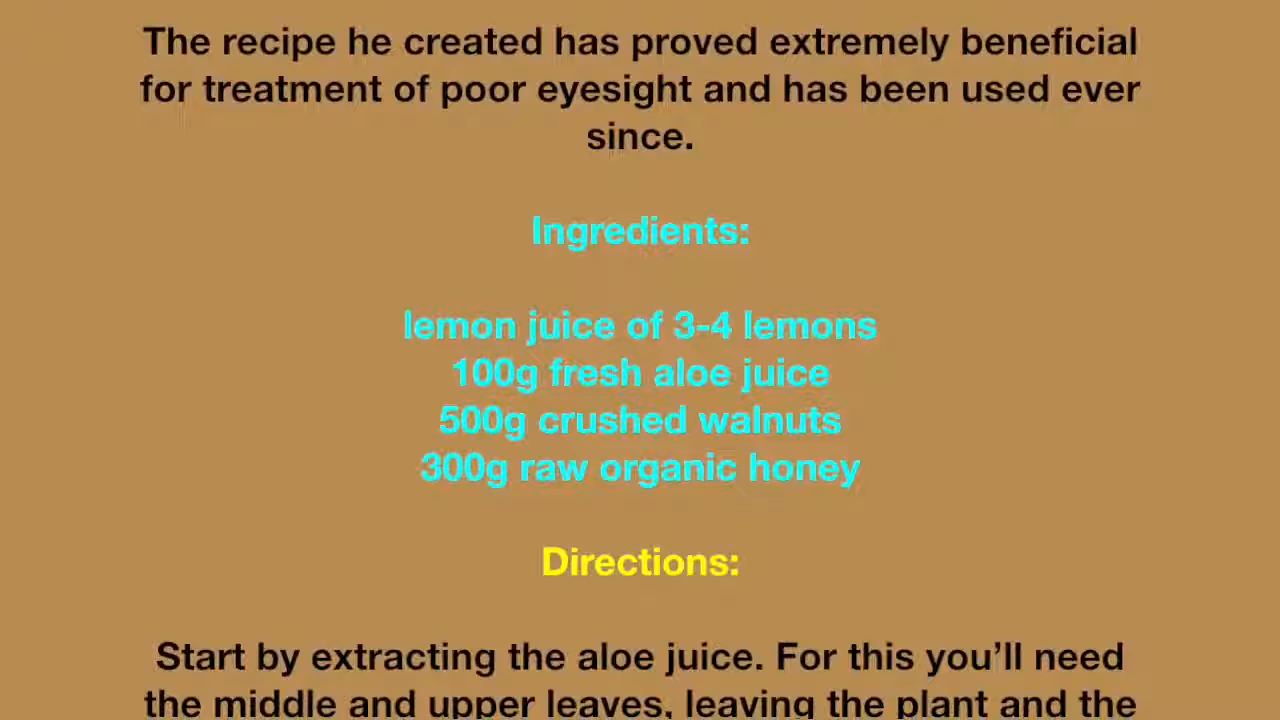 The recipe he created has proved extremely beneficial
for treatment of poor eyesight and has been used ever
since.
Ingredients:
lemon juice of 3-4 lemons
100g fresh aloe juice
500g crushed walnuts
300g raw organic honey
Directions:
Start by extracting the aloe juice. For this you’ll need
the middle and upper leaves, leaving the plant and the